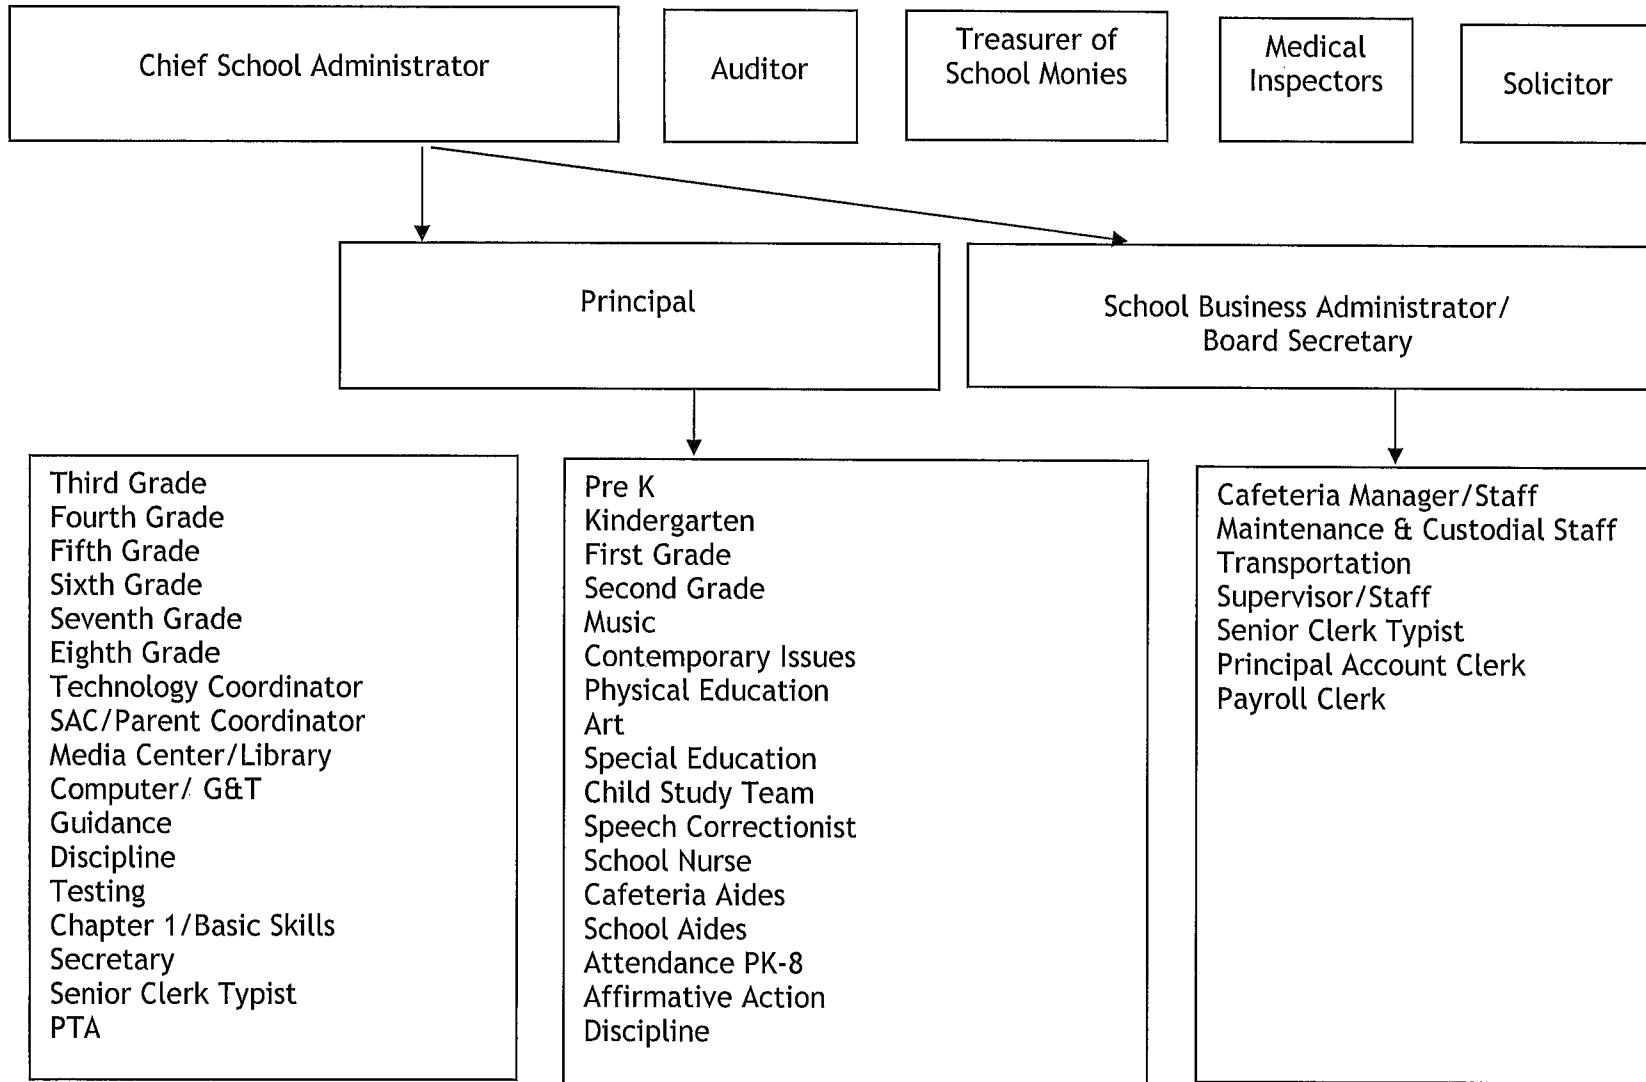 Chief School Administrator
Auditor
Treasurer of
School Monies
Medical
Inspectors
Solicitor
Principal
School Business Administrator/
Board Secretary
Third Grade
Fourth Grade
Fifth Grade
Sixth Grade
Seventh Grade
Eighth Grade
Technology Coordinator
SAC/Parent Coordinator
Media Center/Library
Computer/ G&T
Guidance
Discipline
Testing
Chapter 1/Basic Skills
Secretary
Senior Clerk Typist
PTA
Pre K
Kindergarten
First Grade
Second Grade
Music
Contemporary Issues
Physical Education
Art
Special Education
Child Study Team
Speech Correctionist
School Nurse
Cafeteria Aides
School Aides
Attendance PK-8
Affirmative Action
Discipline
Cafeteria Manager/Staff
Maintenance & Custodial Staff
Transportation
Supervisor/Staff
Senior Clerk Typist
Principal Account Clerk
Payroll Clerk